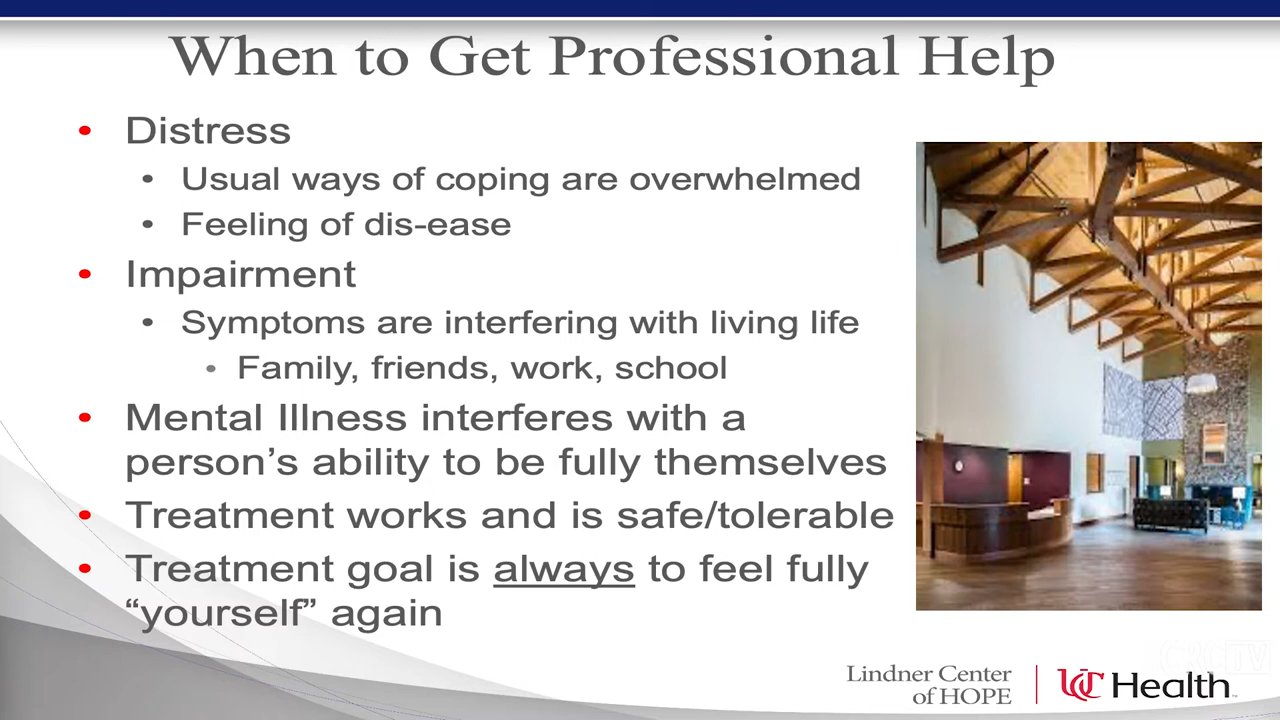 When to Get Professional Help
• Distress
• Usual ways of coping are overwhelmed
• Feeling of dis-ease
• Impairment
• Symptoms are interfering with living life
• Family, friends, work, school
• Mental Illness interferes with a
person’s ability to be fully themselves
• Treatment works and is safe/tolerable
• Treatment goal is always to feel fully
“yourself” again
Lindner Center
of HOPE
UC Health™
CRCTV